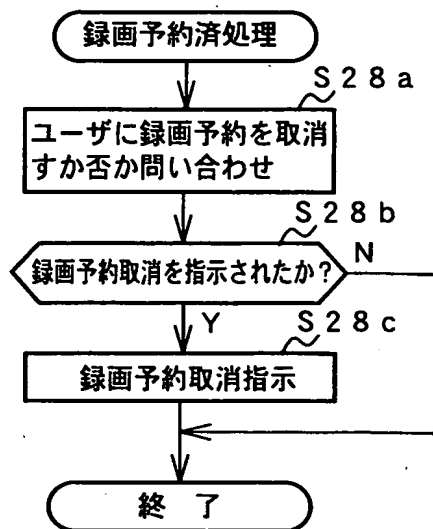 録画予約済処理
S28a
ユーザに録画予約を取消
すか否か問い合わせ
S28b
録画予約取消を指示されたか?
N
Y
S28c
録画予約取消指示
終 了